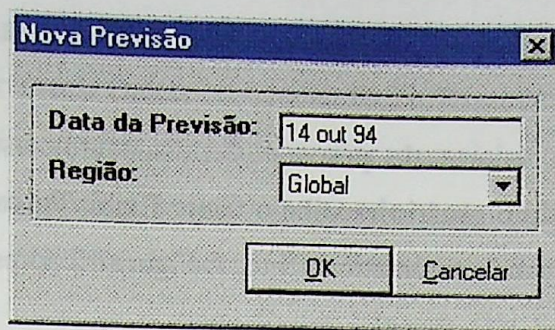 Nova Previsão
Data da Previsão: 14 out 94
Região: Global
OK Cancelar